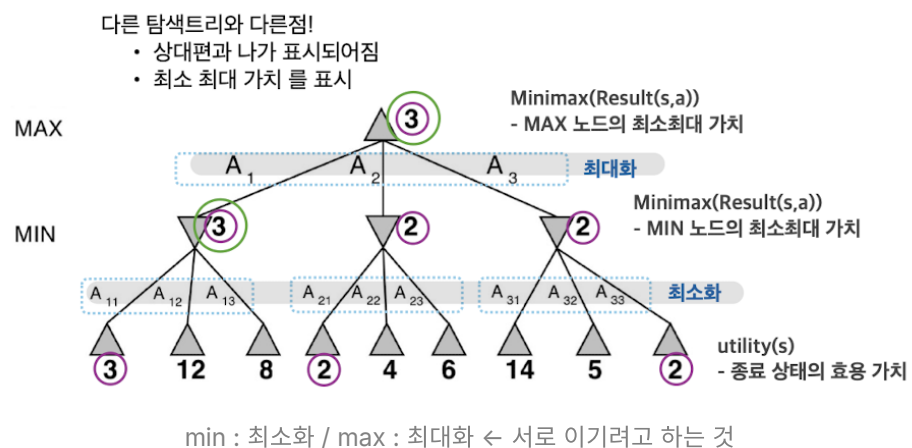 다른 탐색트리와 다른점!
• 상대편과 나가 표시되어짐
• 최소 최대 가치 를 표시
Minimax(Result(s,a))
- MAX 노드의 최소최대 가치
MAX
3
A1 A2 A3
최대화
Minimax(Result(s,a))
- MIN 노드의 최소최대 가치
MIN
3 2 2
A11 A12 A13 A21 A22 A23 A31 A32 A33
최소화
utility(s)
- 종료 상태의 효용 가치
3 12 8 2 4 6 14 5 2
min : 최소화 / max : 최대화 ← 서로 이기려고 하는 것